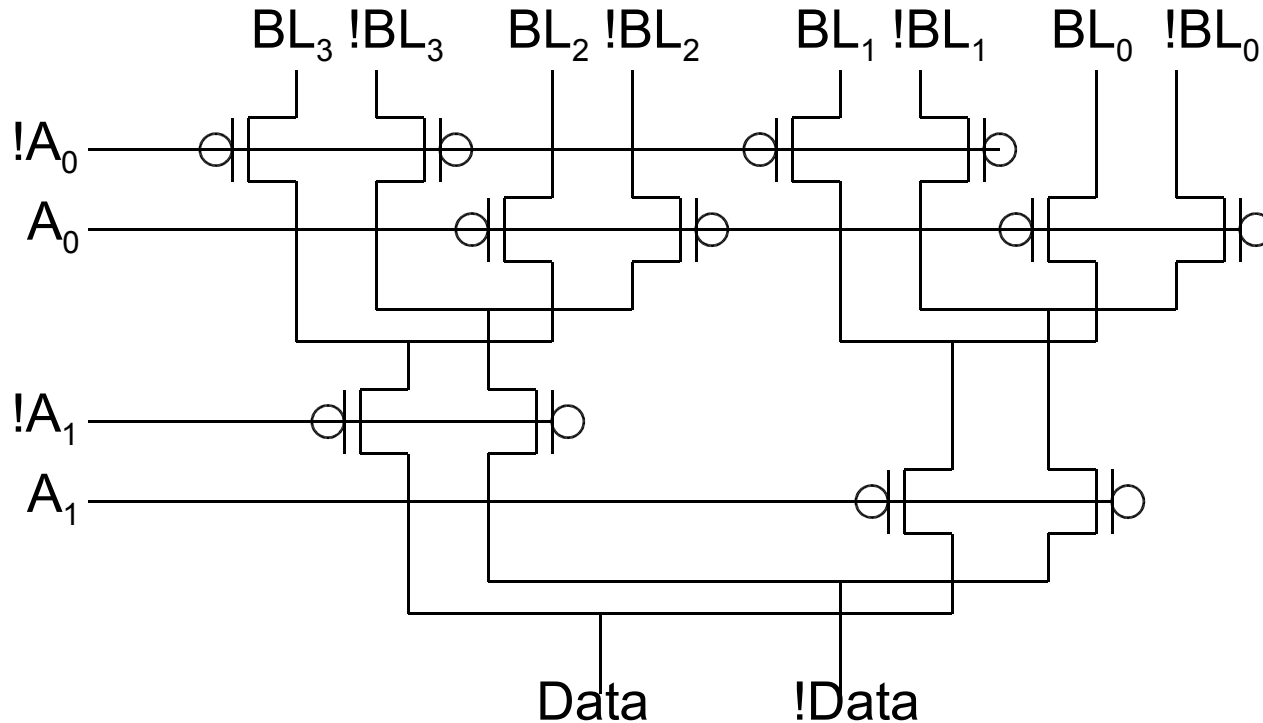 BL₃ !BL₃ BL₂ !BL₂ BL₁ !BL₁ BL₀ !BL₀
!A₀
A₀
!A₁
A₁
Data !Data